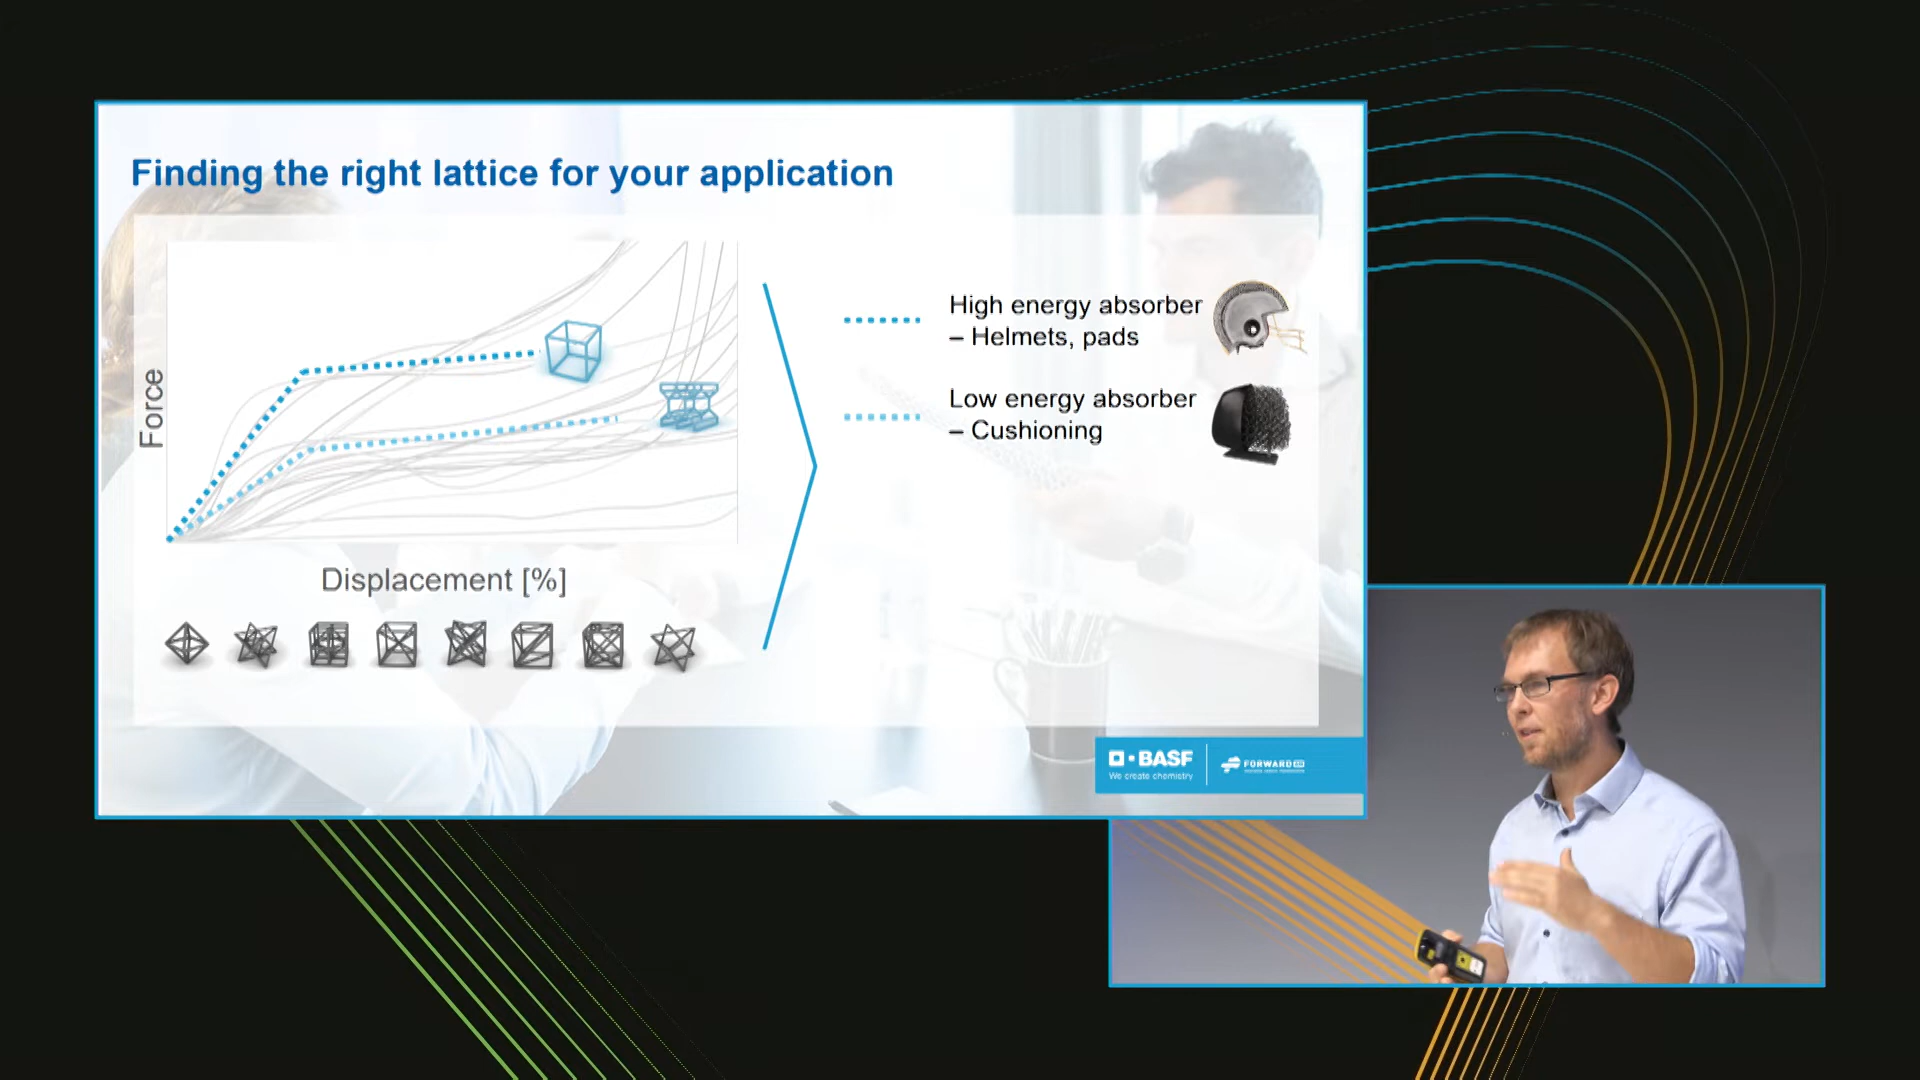 Finding the right lattice for your application
Force
Displacement [%]
High energy absorber
– Helmets, pads
Low energy absorber
– Cushioning
BASF
We create chemistry
FORWARD